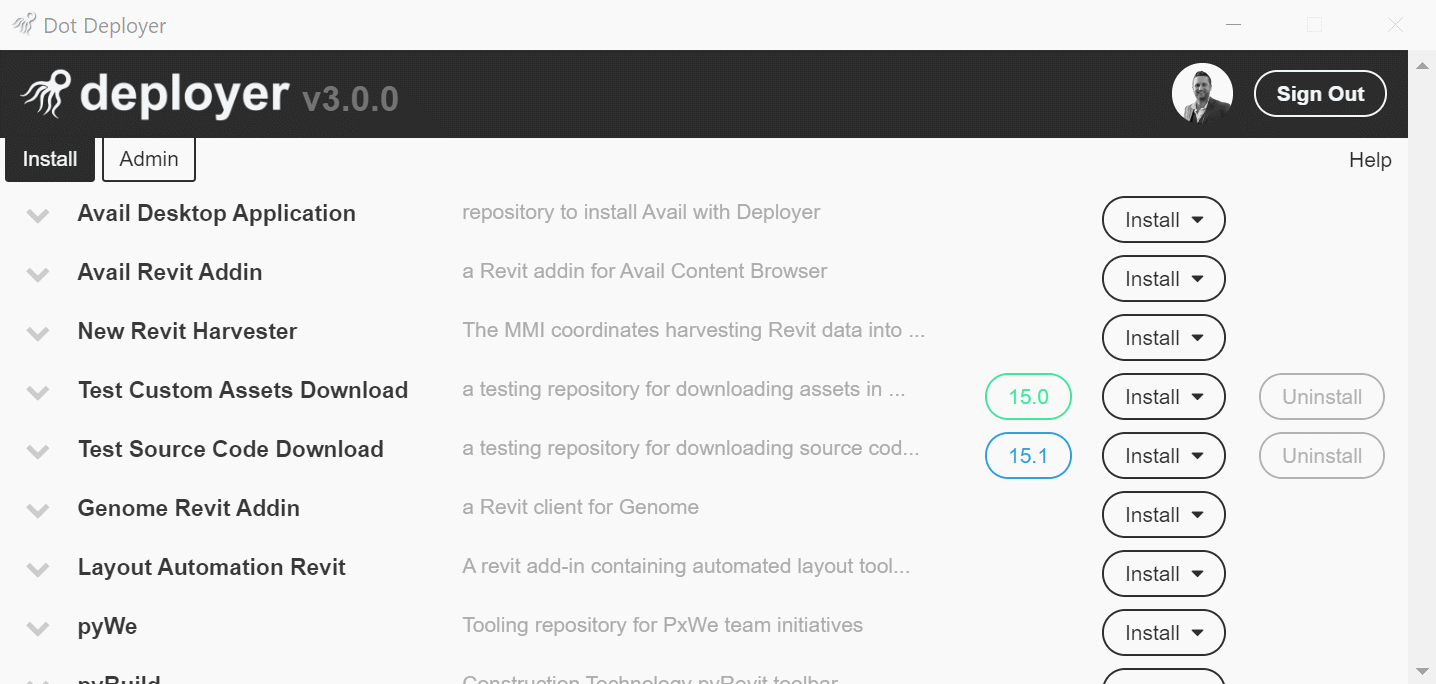 Dot Deployer
deployer v3.0.0
Sign Out
Install
Admin
Help
Avail Desktop Application repository to install Avail with Deployer Install
Avail Revit Addin a Revit addin for Avail Content Browser Install
New Revit Harvester The MMI coordinates harvesting Revit data into ... Install
Test Custom Assets Download a testing repository for downloading assets in ... 15.0 Install Uninstall
Test Source Code Download a testing repository for downloading source cod... 15.1 Install Uninstall
Genome Revit Addin a Revit client for Genome Install
Layout Automation Revit A revit add-in containing automated layout tool... Install
pyWe Tooling repository for PxWe team initiatives Install
pyBuild Construction Technology pyRevit toolbar